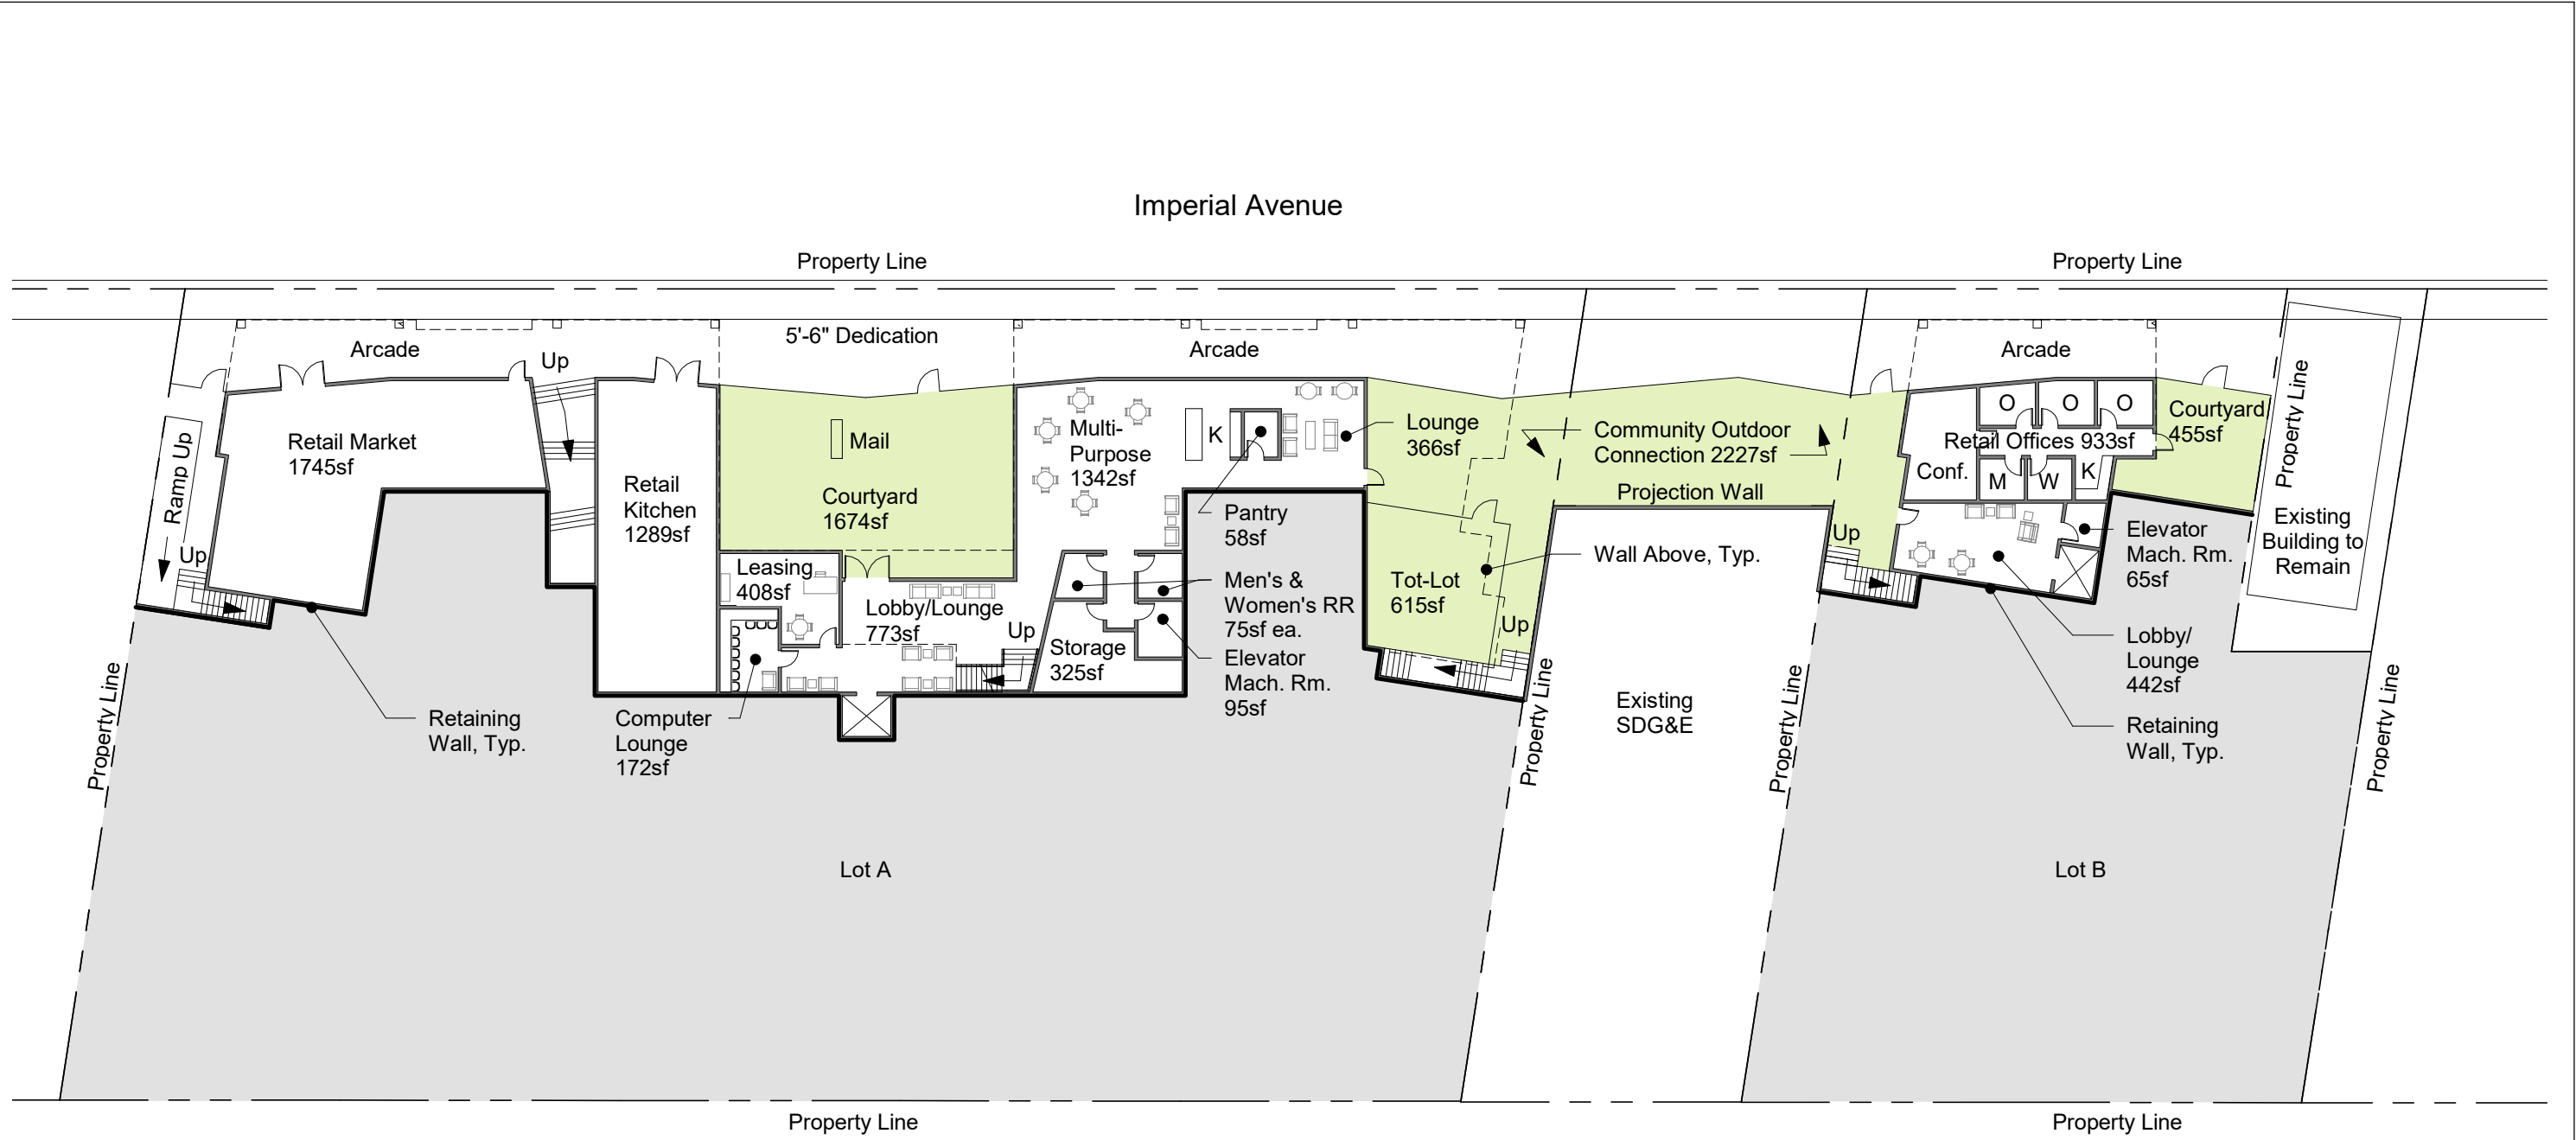 Imperial Avenue
Property Line
Property Line
5'-6" Dedication
Arcade
Up
Arcade
Arcade
Ramp Up
Up
Retail Market
1745sf
Retail
Kitchen
1289sf
Mail
Courtyard
1674sf
Leasing
408sf
Lobby/Lounge
773sf
Up
Multi-
Purpose
1342sf
K
Storage
325sf
Lounge
366sf
Pantry
58sf
Men's &
Women's RR
75sf ea.
Elevator
Mach. Rm.
95sf
Tot-Lot
615sf
Up
Community Outdoor
Connection 2227sf
Projection Wall
Wall Above, Typ.
Up
O
O
O
Retail Offices 933sf
Conf.
M
W
K
Courtyard
455sf
Property Line
Existing
Building to
Remain
Elevator
Mach. Rm.
65sf
Lobby/
Lounge
442sf
Retaining
Wall, Typ.
Property Line
Retaining
Wall, Typ.
Computer
Lounge
172sf
Property Line
Existing
SDG&E
Property Line
Property Line
Lot A
Lot B
Property Line
Property Line